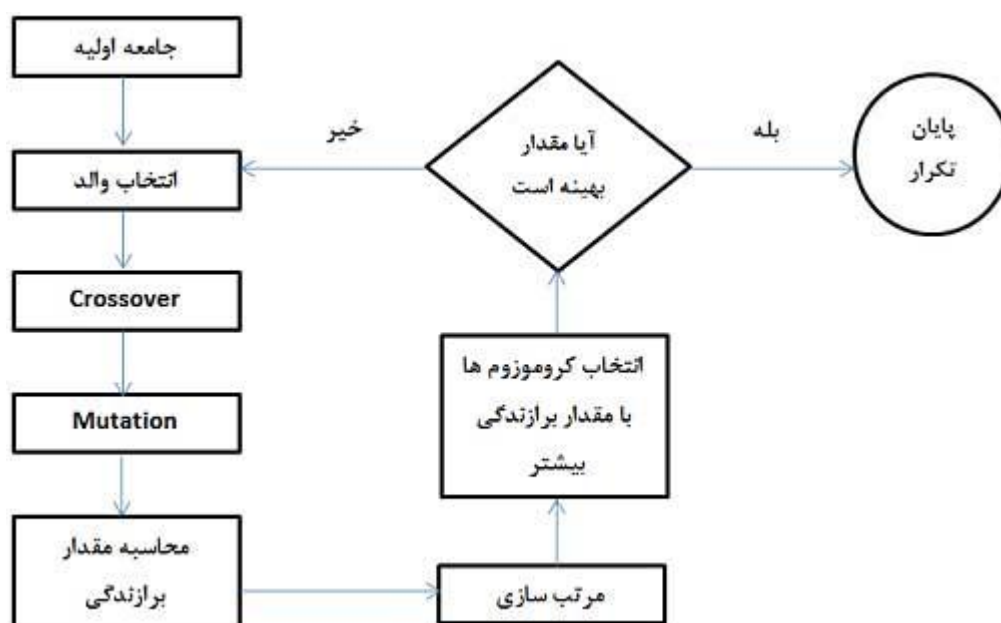 جامعه اولیه
انتخاب والد
Crossover
Mutation
محاسبه مقدار
برازندگی
مرتب سازی
انتخاب کروموزوم ها
با مقدار برازندگی
بیشتر
آیا مقدار
بهینه است
خیر
بله
پایان
تکرار